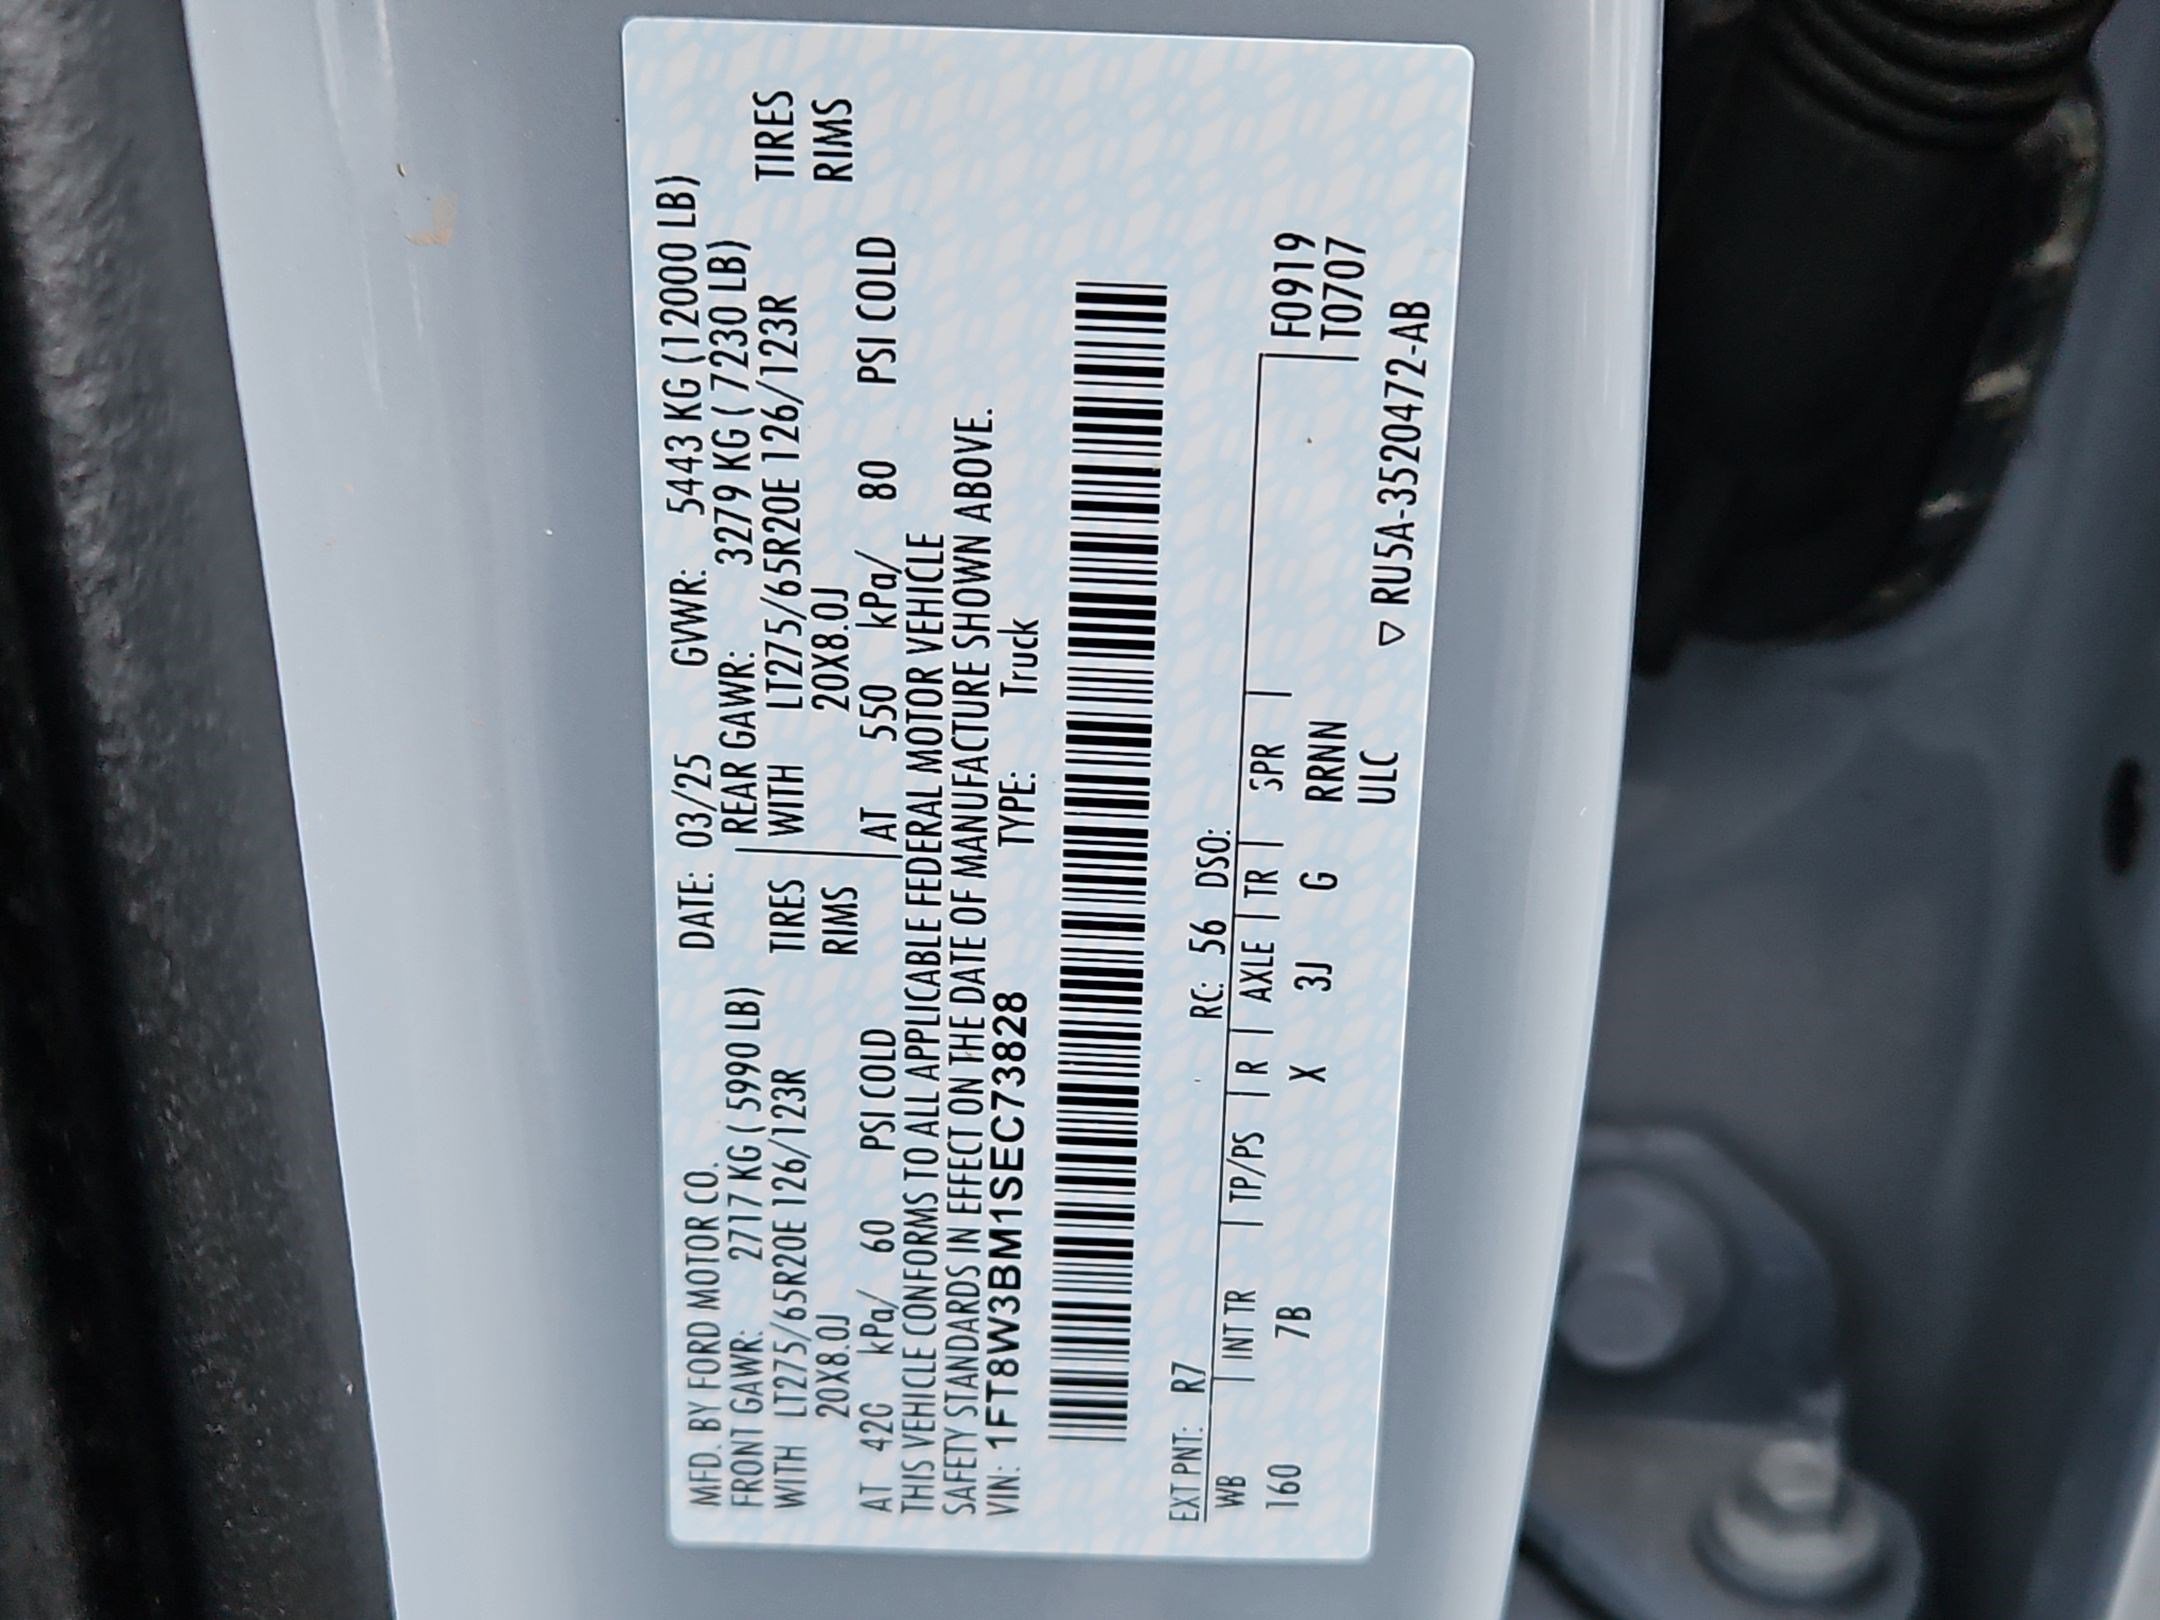 MFD. BY FORD MOTOR CO. DATE: 03/25 GVWR: 5443 KG (12000 LB)
FRONT GAWR: 2717 KG ( 5990 LB) REAR GAWR: 3279 KG ( 7230 LB)
WITH LT275/65R20E 126/123R TIRES WITH LT275/65R20E 126/123R TIRES
20X8.0J RIMS 20X8.0J RIMS
AT 420 kPa/ 60 PSI COLD AT 550 kPa/ 80 PSI COLD
THIS VEHICLE CONFORMS TO ALL APPLICABLE FEDERAL MOTOR VEHICLE
SAFETY STANDARDS IN EFFECT ON THE DATE OF MANUFACTURE SHOWN ABOVE.
VIN: 1FT8W3BM1SEC73828 TYPE: Truck
EXT PNT: R7 RC: 56 DSO:
WB | INT TR | TP/PS | R | AXLE | TR | SPR | F0919
160 7B X 3J G RRNN T0707
ULC ▽ RU5A-3520472-AB